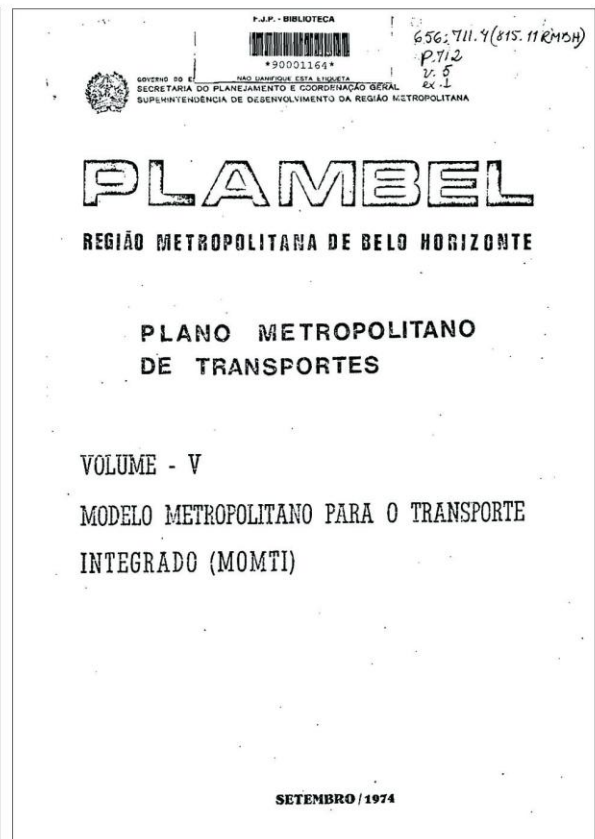 F.J.P. - BIBLIOTECA
*90001164*
NÃO DANIFIQUE ESTA ETIQUETA
656:711.4(815.11RMBH)
P.712
v. 5
ex. 1
GOVERNO DO E
SECRETARIA DO PLANEJAMENTO E COORDENAÇÃO GERAL
SUPERINTENDÊNCIA DE DESENVOLVIMENTO DA REGIÃO METROPOLITANA
PLAMBEL
REGIÃO METROPOLITANA DE BELO HORIZONTE
PLANO METROPOLITANO
DE TRANSPORTES
VOLUME - V
MODELO METROPOLITANO PARA O TRANSPORTE
INTEGRADO (MOMTI)
SETEMBRO/1974